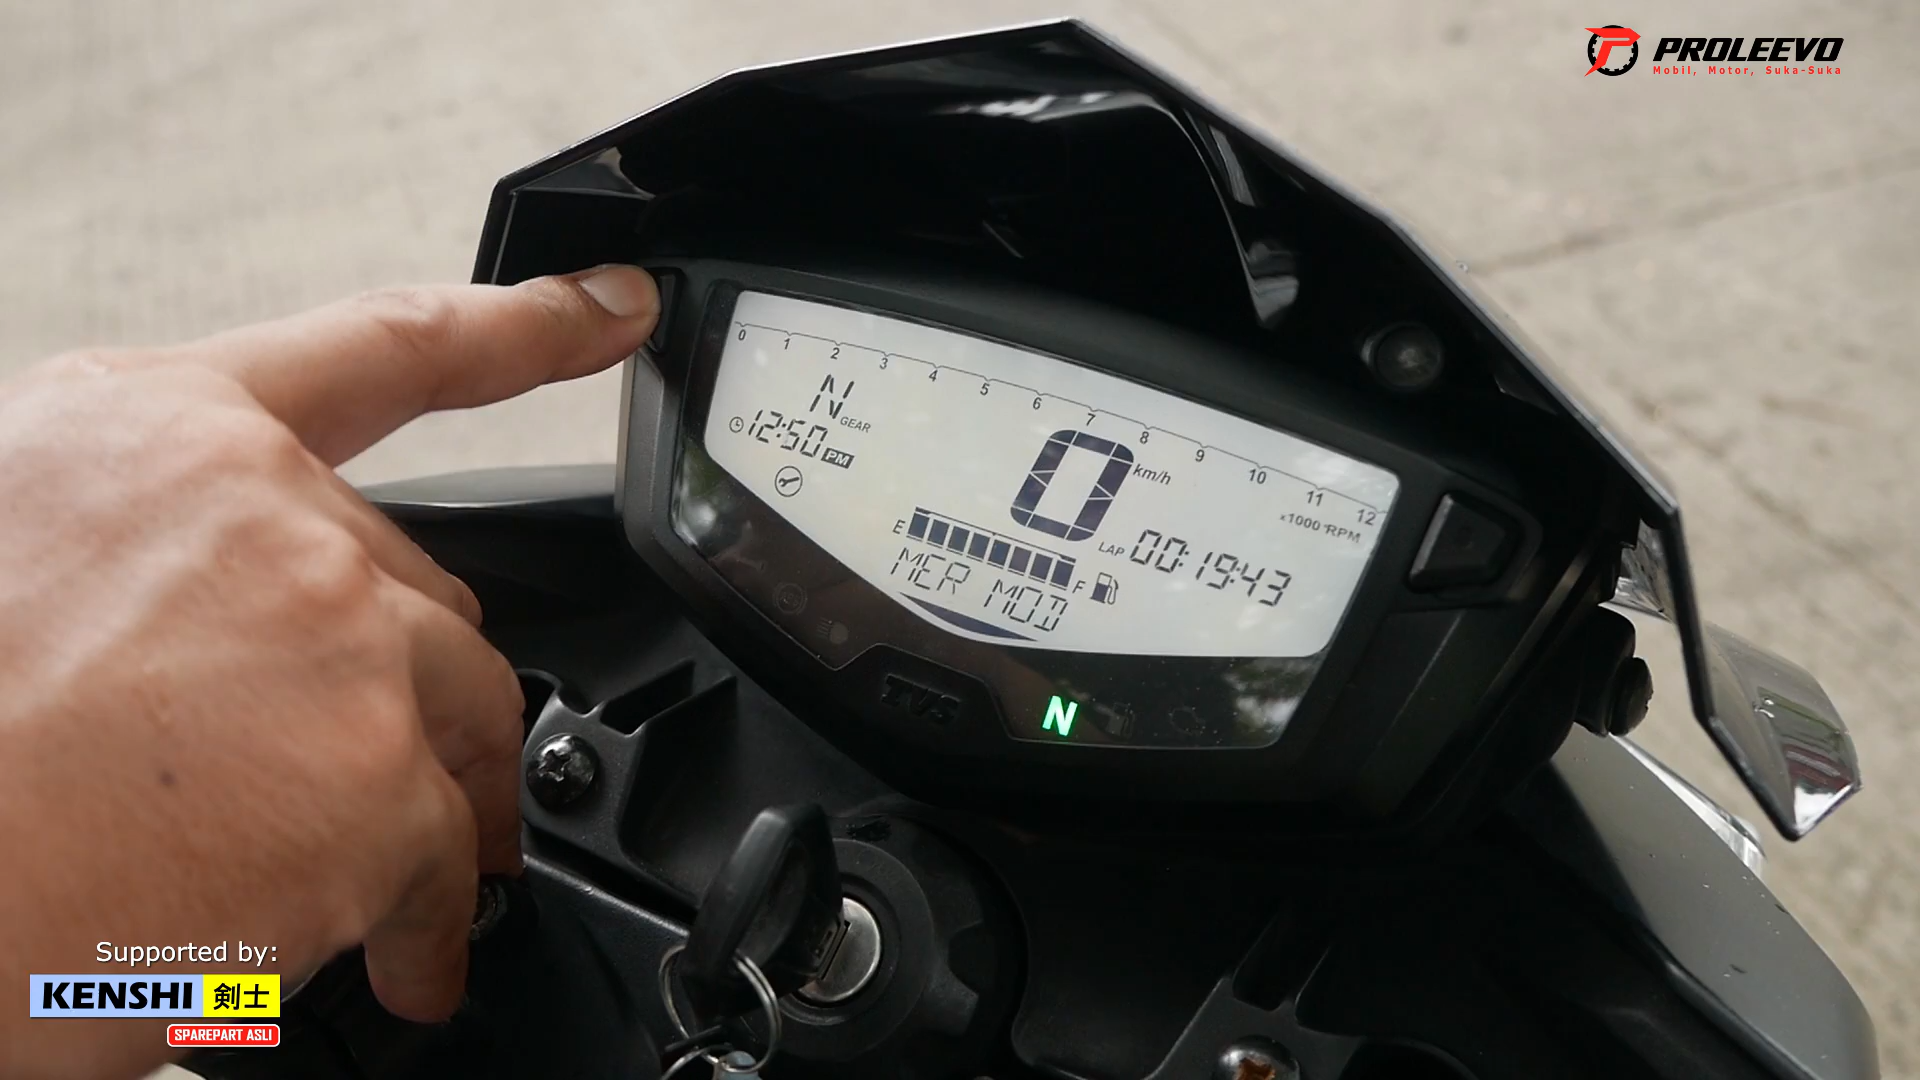 PROLEEVO
Mobil, Motor, Suka-Suka
0 1 2 3 4 5 6 7 8 9 10 11 12
x1000 RPM
N GEAR
12:50 PM
0 km/h
LAP 00:19:43
E F
MER MOD
TVS
N
Supported by:
KENSHI 剣士
SPAREPART ASLI